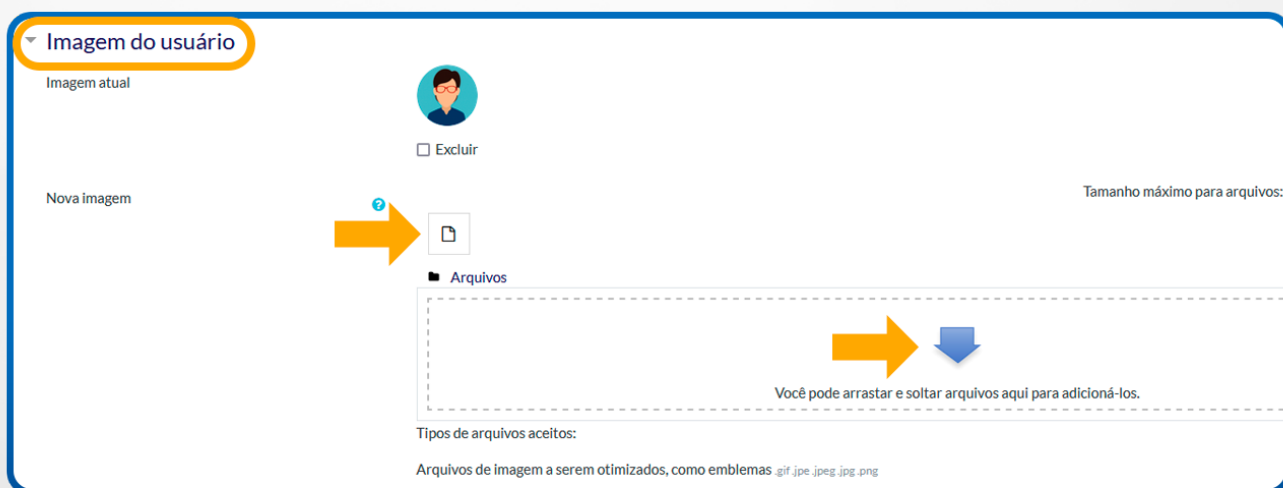 Imagem do usuário
Imagem atual
Excluir
Nova imagem
Tamanho máximo para arquivos:
Arquivos
Você pode arrastar e soltar arquivos aqui para adicioná-los.
Tipos de arquivos aceitos:
Arquivos de imagem a serem otimizados, como emblemas .gif .jpe .jpeg .jpg .png